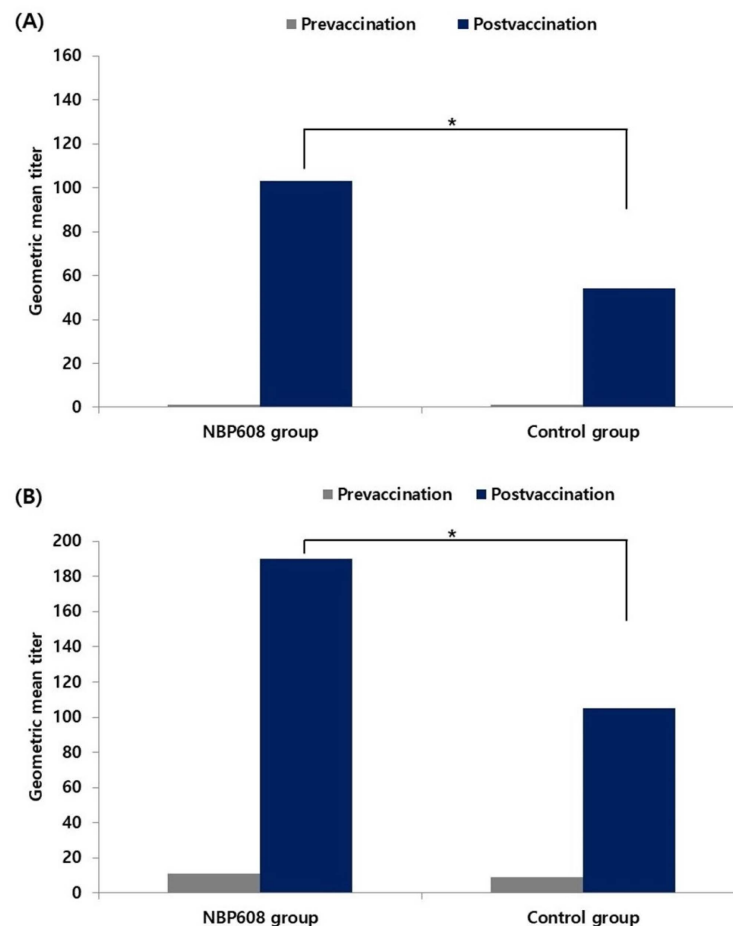 (A)
Prevaccination Postvaccination
160
140
120
100
80
60
40
20
0
Geometric mean titer
*
NBP608 group Control group
(B)
Prevaccination Postvaccination
200
180
160
140
120
100
80
60
40
20
0
Geometric mean titer
*
NBP608 group Control group